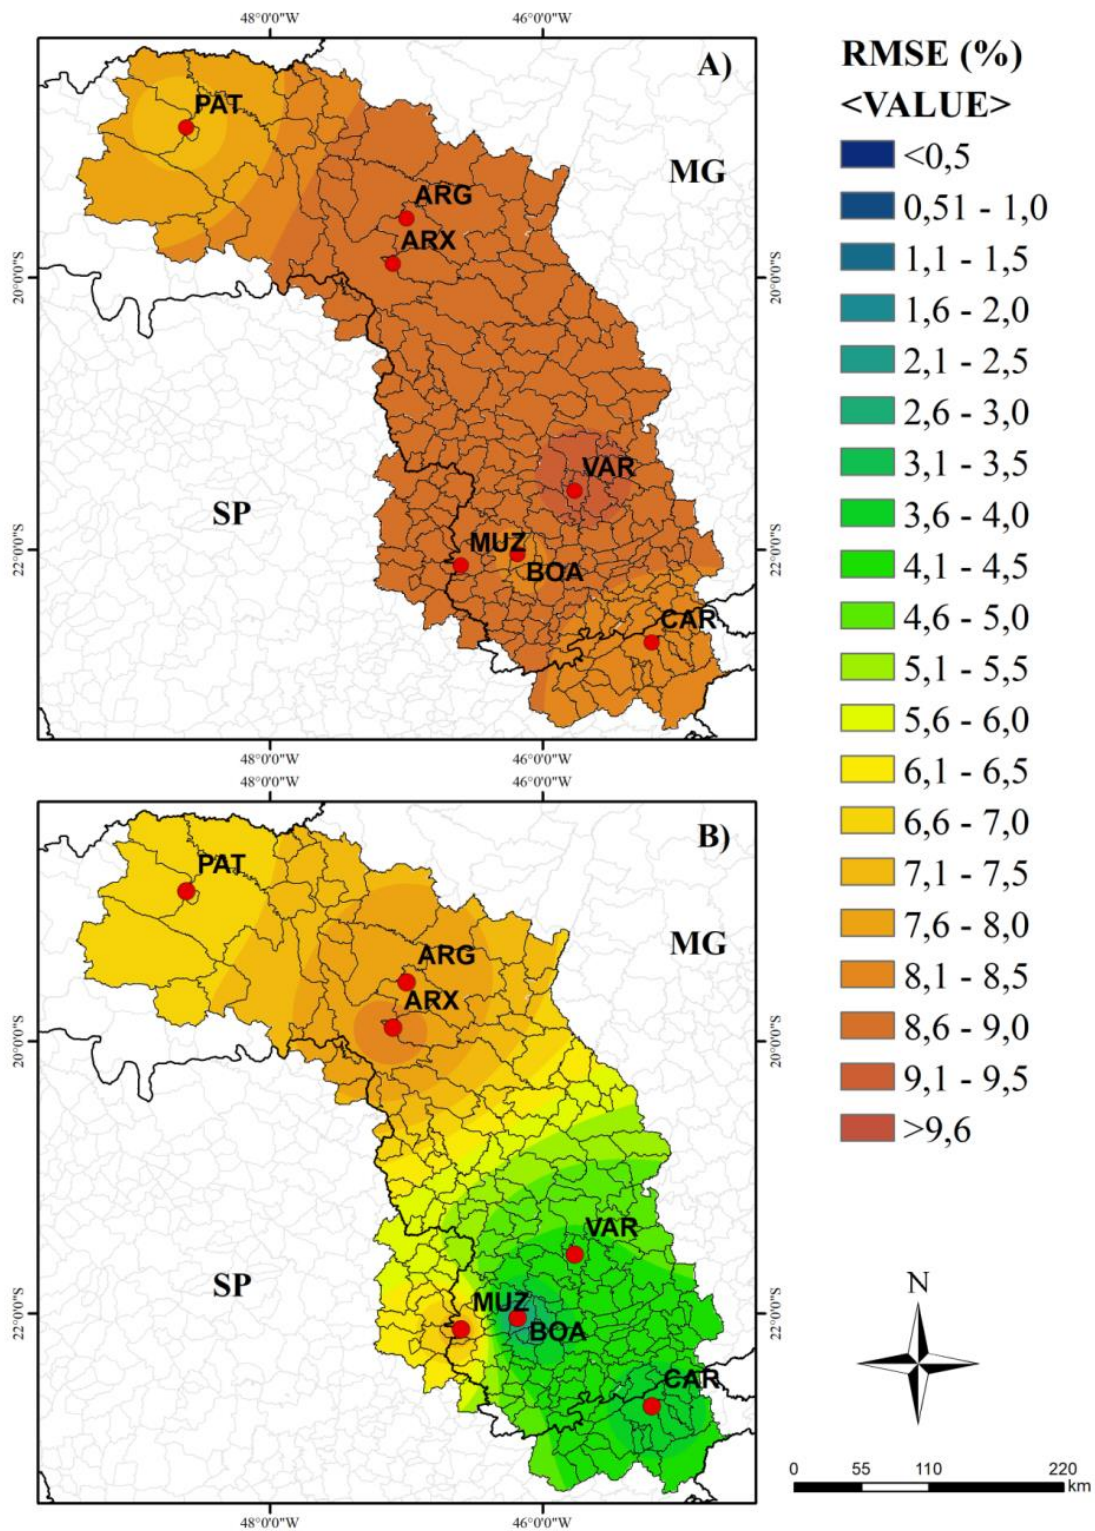 48°0'0"W 46°0'0"W
A)
PAT
MG
ARG
ARX
20°0'0"S 20°0'0"S
VAR
SP
MUZ
22°0'0"S 22°0'0"S
BOA
CAR
48°0'0"W 46°0'0"W
RMSE (%)
<VALUE>
<0,5
0,51 - 1,0
1,1 - 1,5
1,6 - 2,0
2,1 - 2,5
2,6 - 3,0
3,1 - 3,5
3,6 - 4,0
4,1 - 4,5
4,6 - 5,0
5,1 - 5,5
5,6 - 6,0
6,1 - 6,5
6,6 - 7,0
7,1 - 7,5
7,6 - 8,0
8,1 - 8,5
8,6 - 9,0
9,1 - 9,5
>9,6
48°0'0"W 46°0'0"W
B)
PAT
MG
ARG
ARX
20°0'0"S 20°0'0"S
VAR
SP
MUZ
22°0'0"S 22°0'0"S
BOA
CAR
48°0'0"W 46°0'0"W
N
0 55 110 220
km